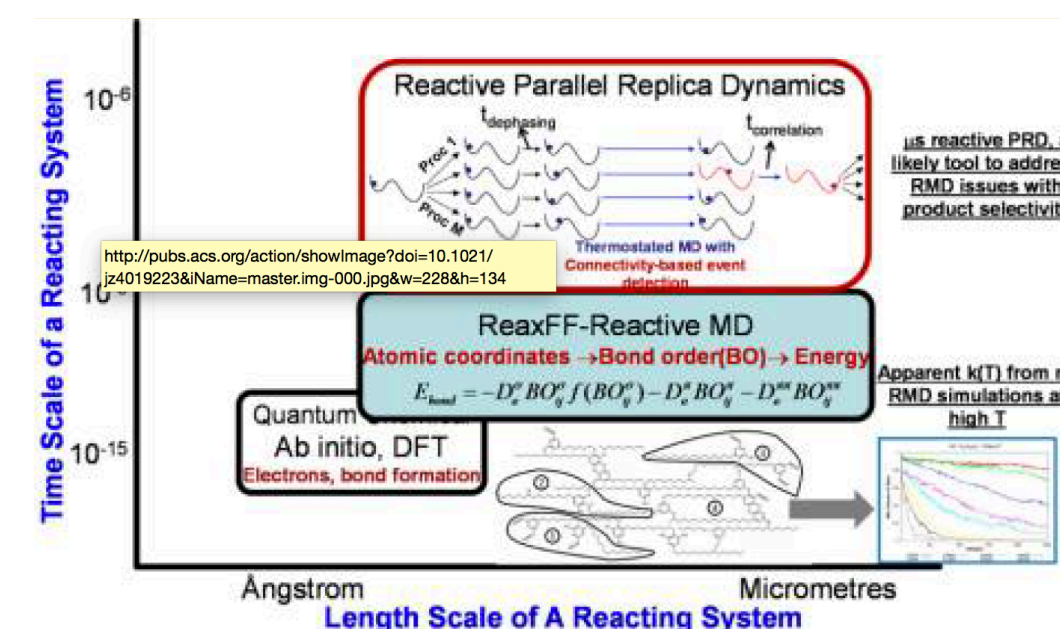 Time Scale of a Reacting System
10-6
Reactive Parallel Replica Dynamics
tdephasing
tcorrelation
Proc 1
Proc M
Thermostated MD with
Connectivity-based event
detection
μs reactive PRD,
likely tool to addre
RMD issues with
product selectivit
http://pubs.acs.org/action/showImage?doi=10.1021/
jz4019223&iName=master.img-000.jpg&w=228&h=134
10
ReaxFF-Reactive MD
Atomic coordinates →Bond order(BO)→ Energy
Quantum
Ab initio, DFT
Electrons, bond formation
10-15
Apparent k(T) from
RMD simulations a
high T
Ångstrom
Micrometres
Length Scale of A Reacting System